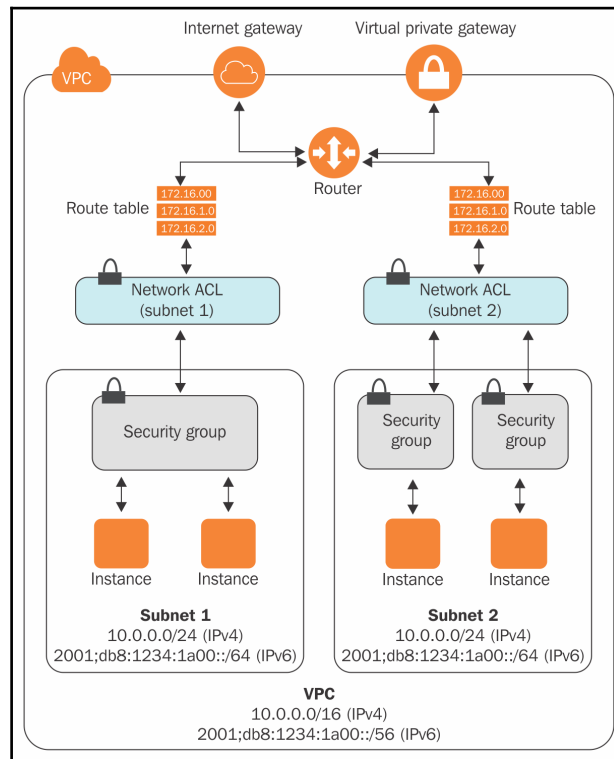 Internet gateway
Virtual private gateway
VPC
Router
Route table
172.16.00
172.16.1.0
172.16.2.0
172.16.00
172.16.1.0
172.16.2.0
Route table
Network ACL
(subnet 1)
Network ACL
(subnet 2)
Security group
Security
group
Security
group
Instance
Instance
Instance
Instance
Subnet 1
10.0.0.0/24 (IPv4)
2001;db8:1234:1a00::/64 (IPv6)
Subnet 2
10.0.0.0/24 (IPv4)
2001;db8:1234:1a00::/64 (IPv6)
VPC
10.0.0.0/16 (IPv4)
2001;db8:1234:1a00::/56 (IPv6)